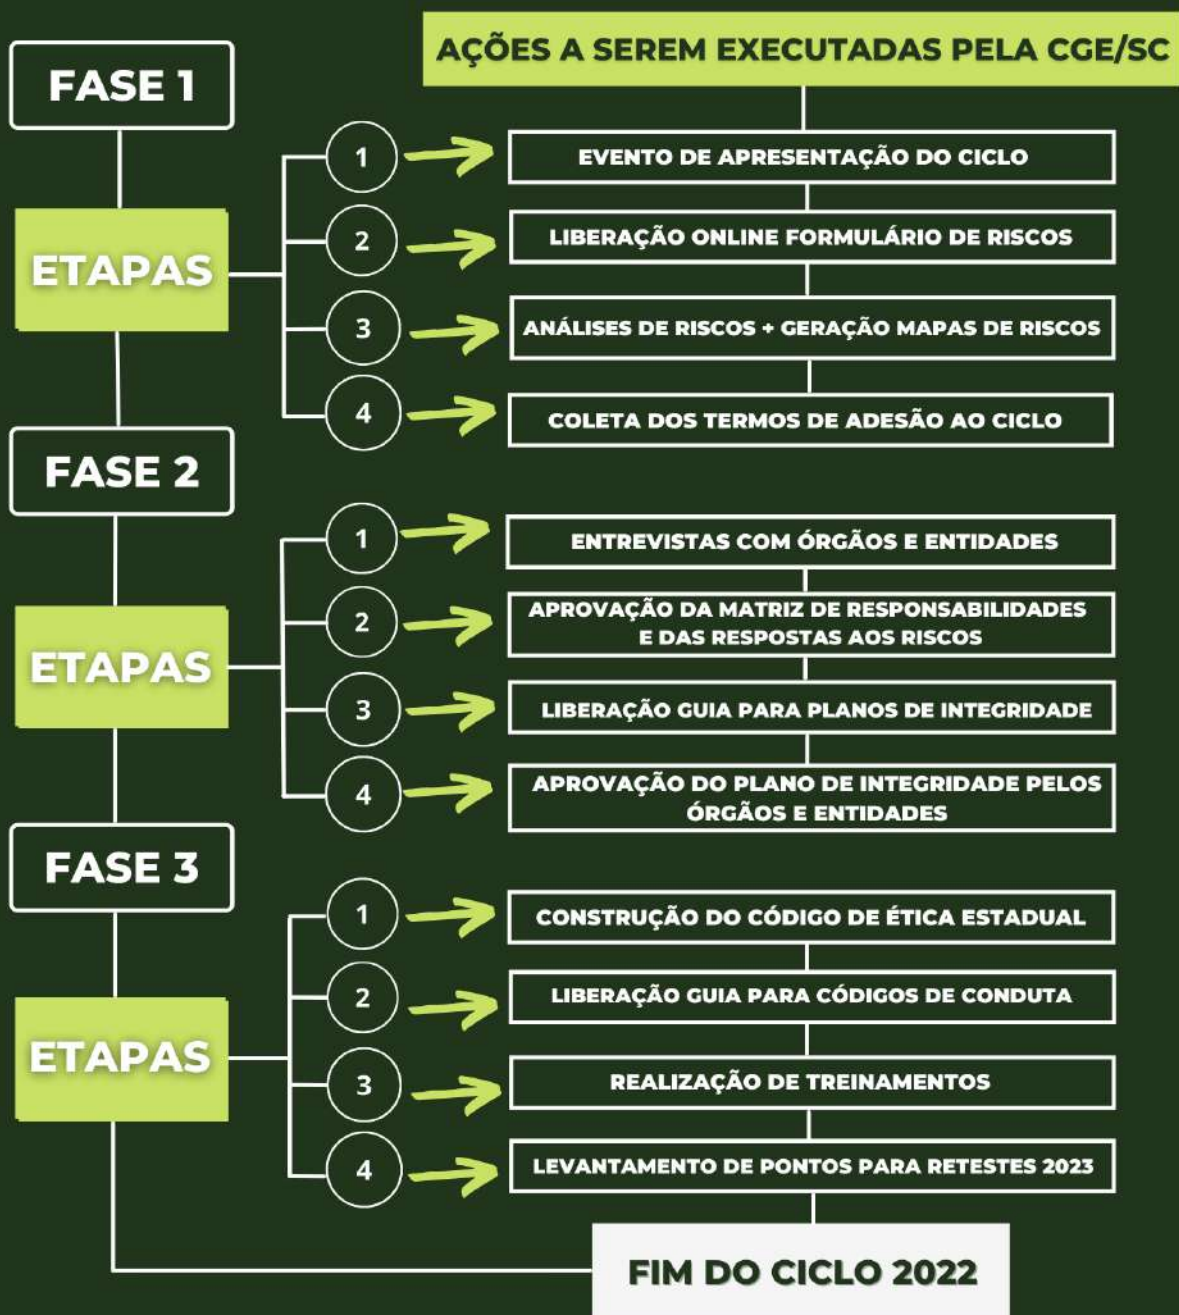 AÇÕES A SEREM EXECUTADAS PELA CGE/SC
FASE 1
ETAPAS
1
EVENTO DE APRESENTAÇÃO DO CICLO
2
LIBERAÇÃO ONLINE FORMULÁRIO DE RISCOS
3
ANÁLISES DE RISCOS + GERAÇÃO MAPAS DE RISCOS
4
COLETA DOS TERMOS DE ADESÃO AO CICLO
FASE 2
ETAPAS
1
ENTREVISTAS COM ÓRGÃOS E ENTIDADES
2
APROVAÇÃO DA MATRIZ DE RESPONSABILIDADES
E DAS RESPOSTAS AOS RISCOS
3
LIBERAÇÃO GUIA PARA PLANOS DE INTEGRIDADE
4
APROVAÇÃO DO PLANO DE INTEGRIDADE PELOS
ÓRGÃOS E ENTIDADES
FASE 3
ETAPAS
1
CONSTRUÇÃO DO CÓDIGO DE ÉTICA ESTADUAL
2
LIBERAÇÃO GUIA PARA CÓDIGOS DE CONDUTA
3
REALIZAÇÃO DE TREINAMENTOS
4
LEVANTAMENTO DE PONTOS PARA RETESTES 2023
FIM DO CICLO 2022